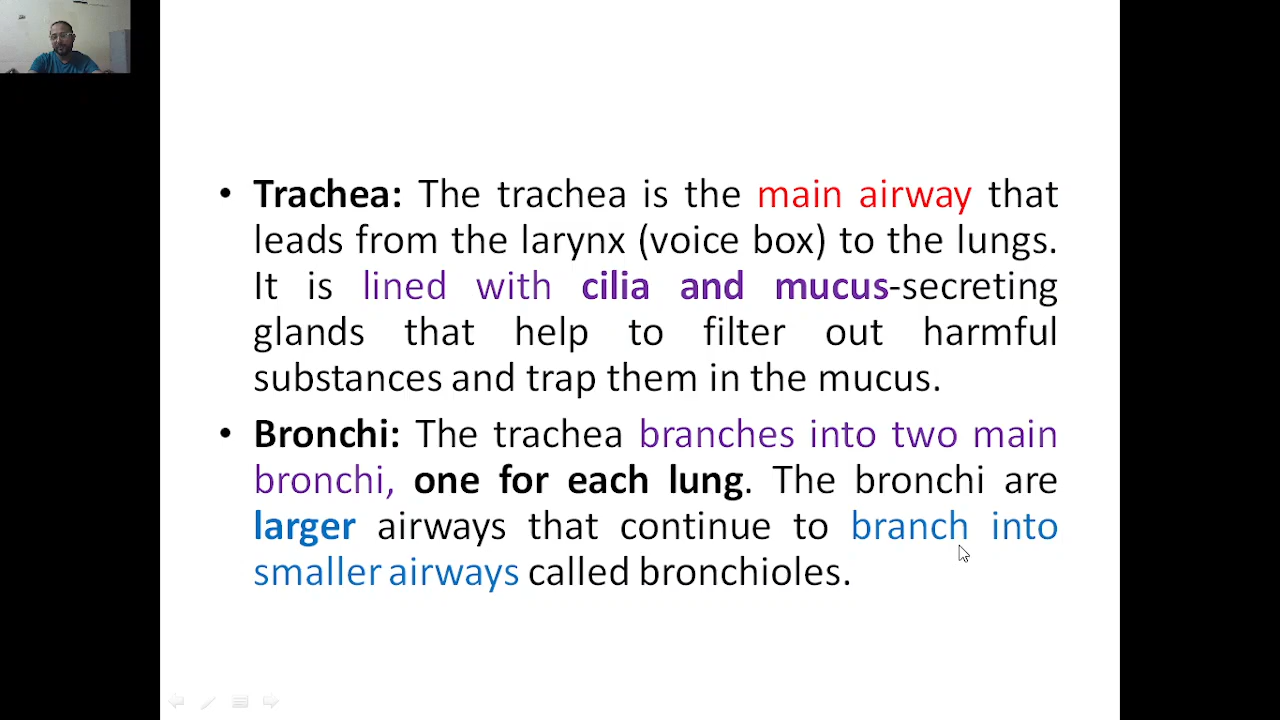 • Trachea: The trachea is the main airway that
leads from the larynx (voice box) to the lungs.
It is lined with cilia and mucus-secreting
glands that help to filter out harmful
substances and trap them in the mucus.
• Bronchi: The trachea branches into two main
bronchi, one for each lung. The bronchi are
larger airways that continue to branch into
smaller airways called bronchioles.